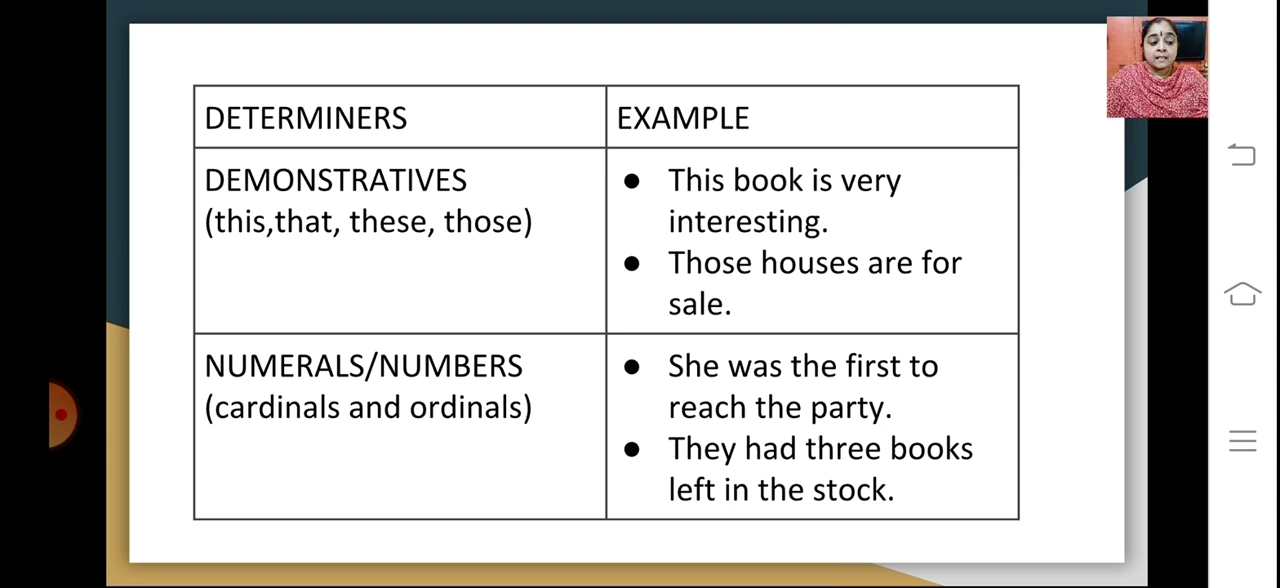 DETERMINERS
EXAMPLE
DEMONSTRATIVES
(this,that, these, those)
● This book is very
interesting.
● Those houses are for
sale.
NUMERALS/NUMBERS
(cardinals and ordinals)
● She was the first to
reach the party.
● They had three books
left in the stock.